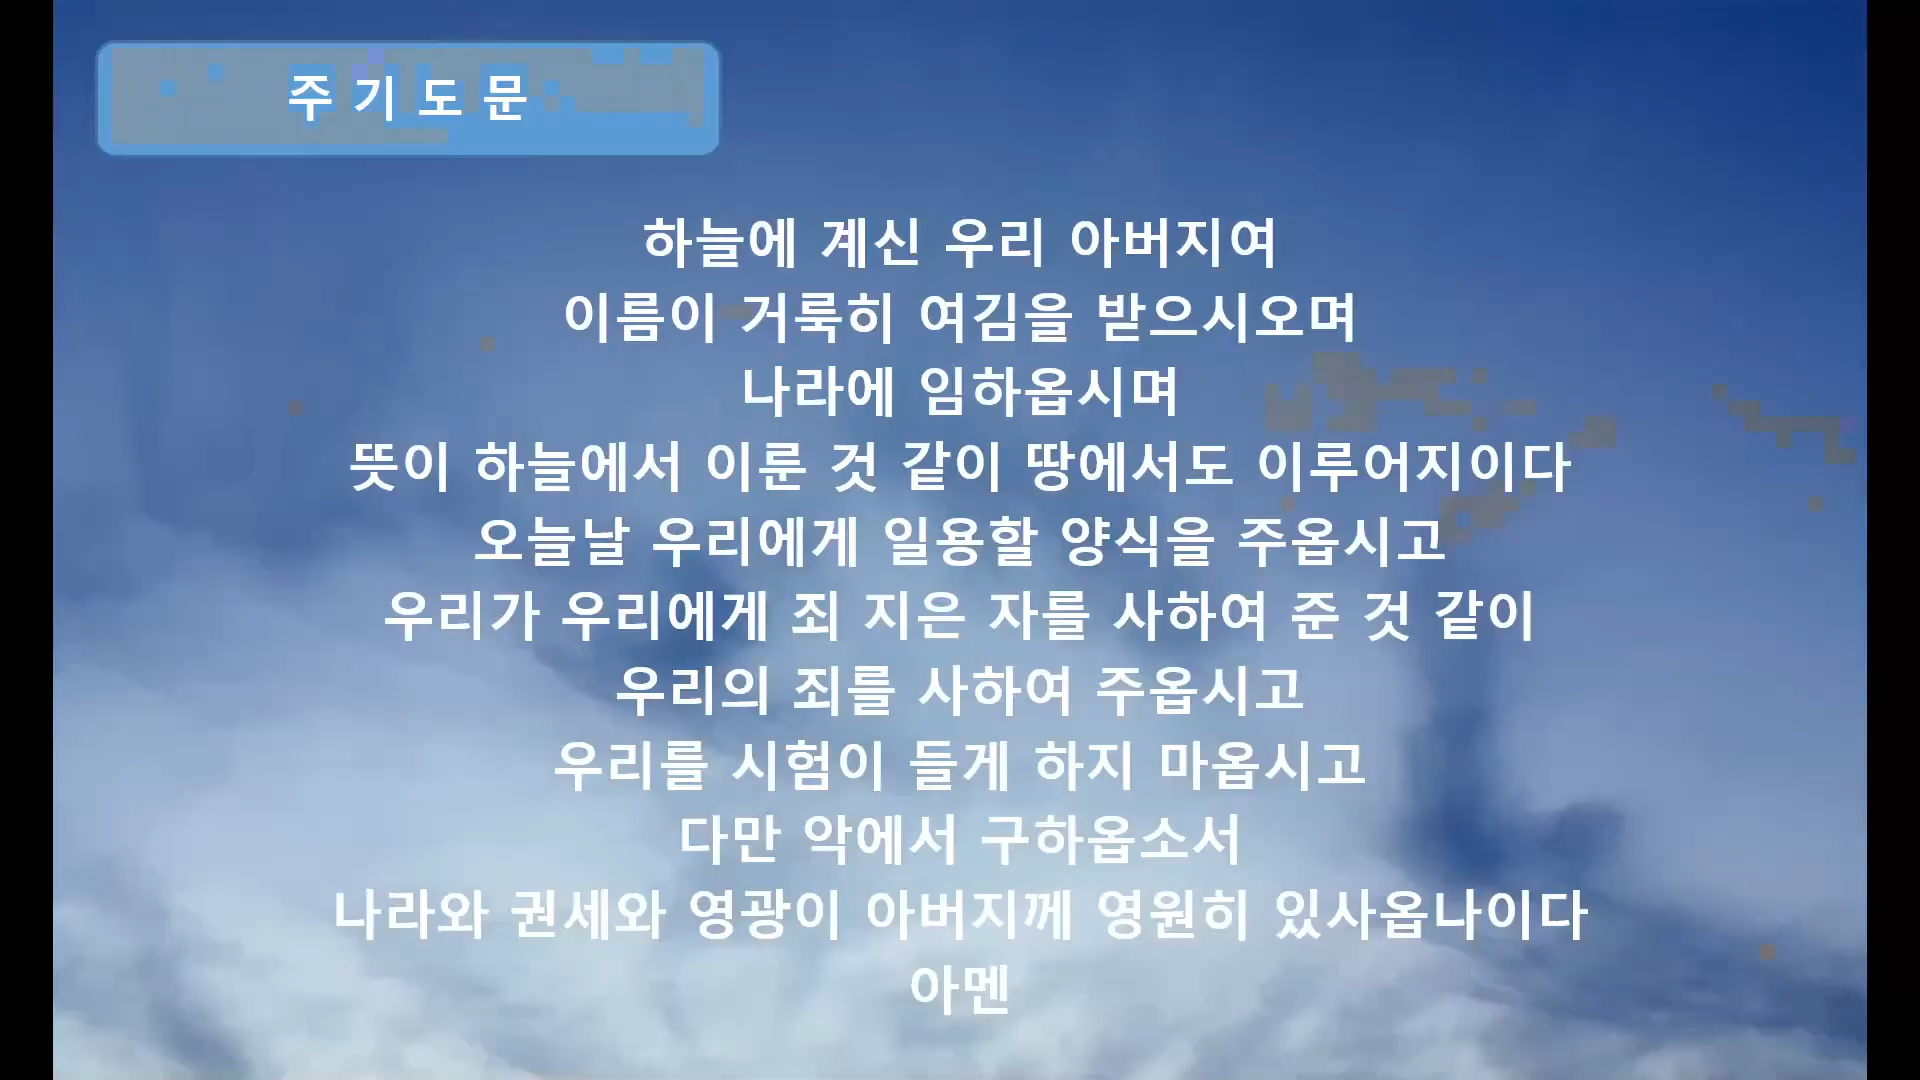 주기도문
하늘에 계신 우리 아버지여
이름이 거룩히 여김을 받으시오며
나라에 임하옵시며
뜻이 하늘에서 이룬 것 같이 땅에서도 이루어지이다
오늘날 우리에게 일용할 양식을 주옵시고
우리가 우리에게 죄 지은 자를 사하여 준 것 같이
우리의 죄를 사하여 주옵시고
우리를 시험이 들게 하지 마옵시고
다만 악에서 구하옵소서
나라와 권세와 영광이 아버지께 영원히 있사옵나이다
아멘